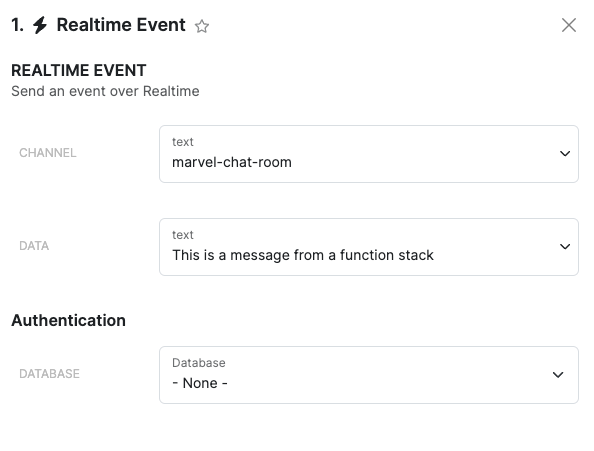 1. Realtime Event
REALTIME EVENT
Send an event over Realtime
CHANNEL
text
marvel-chat-room
DATA
text
This is a message from a function stack
Authentication
DATABASE
Database
- None -